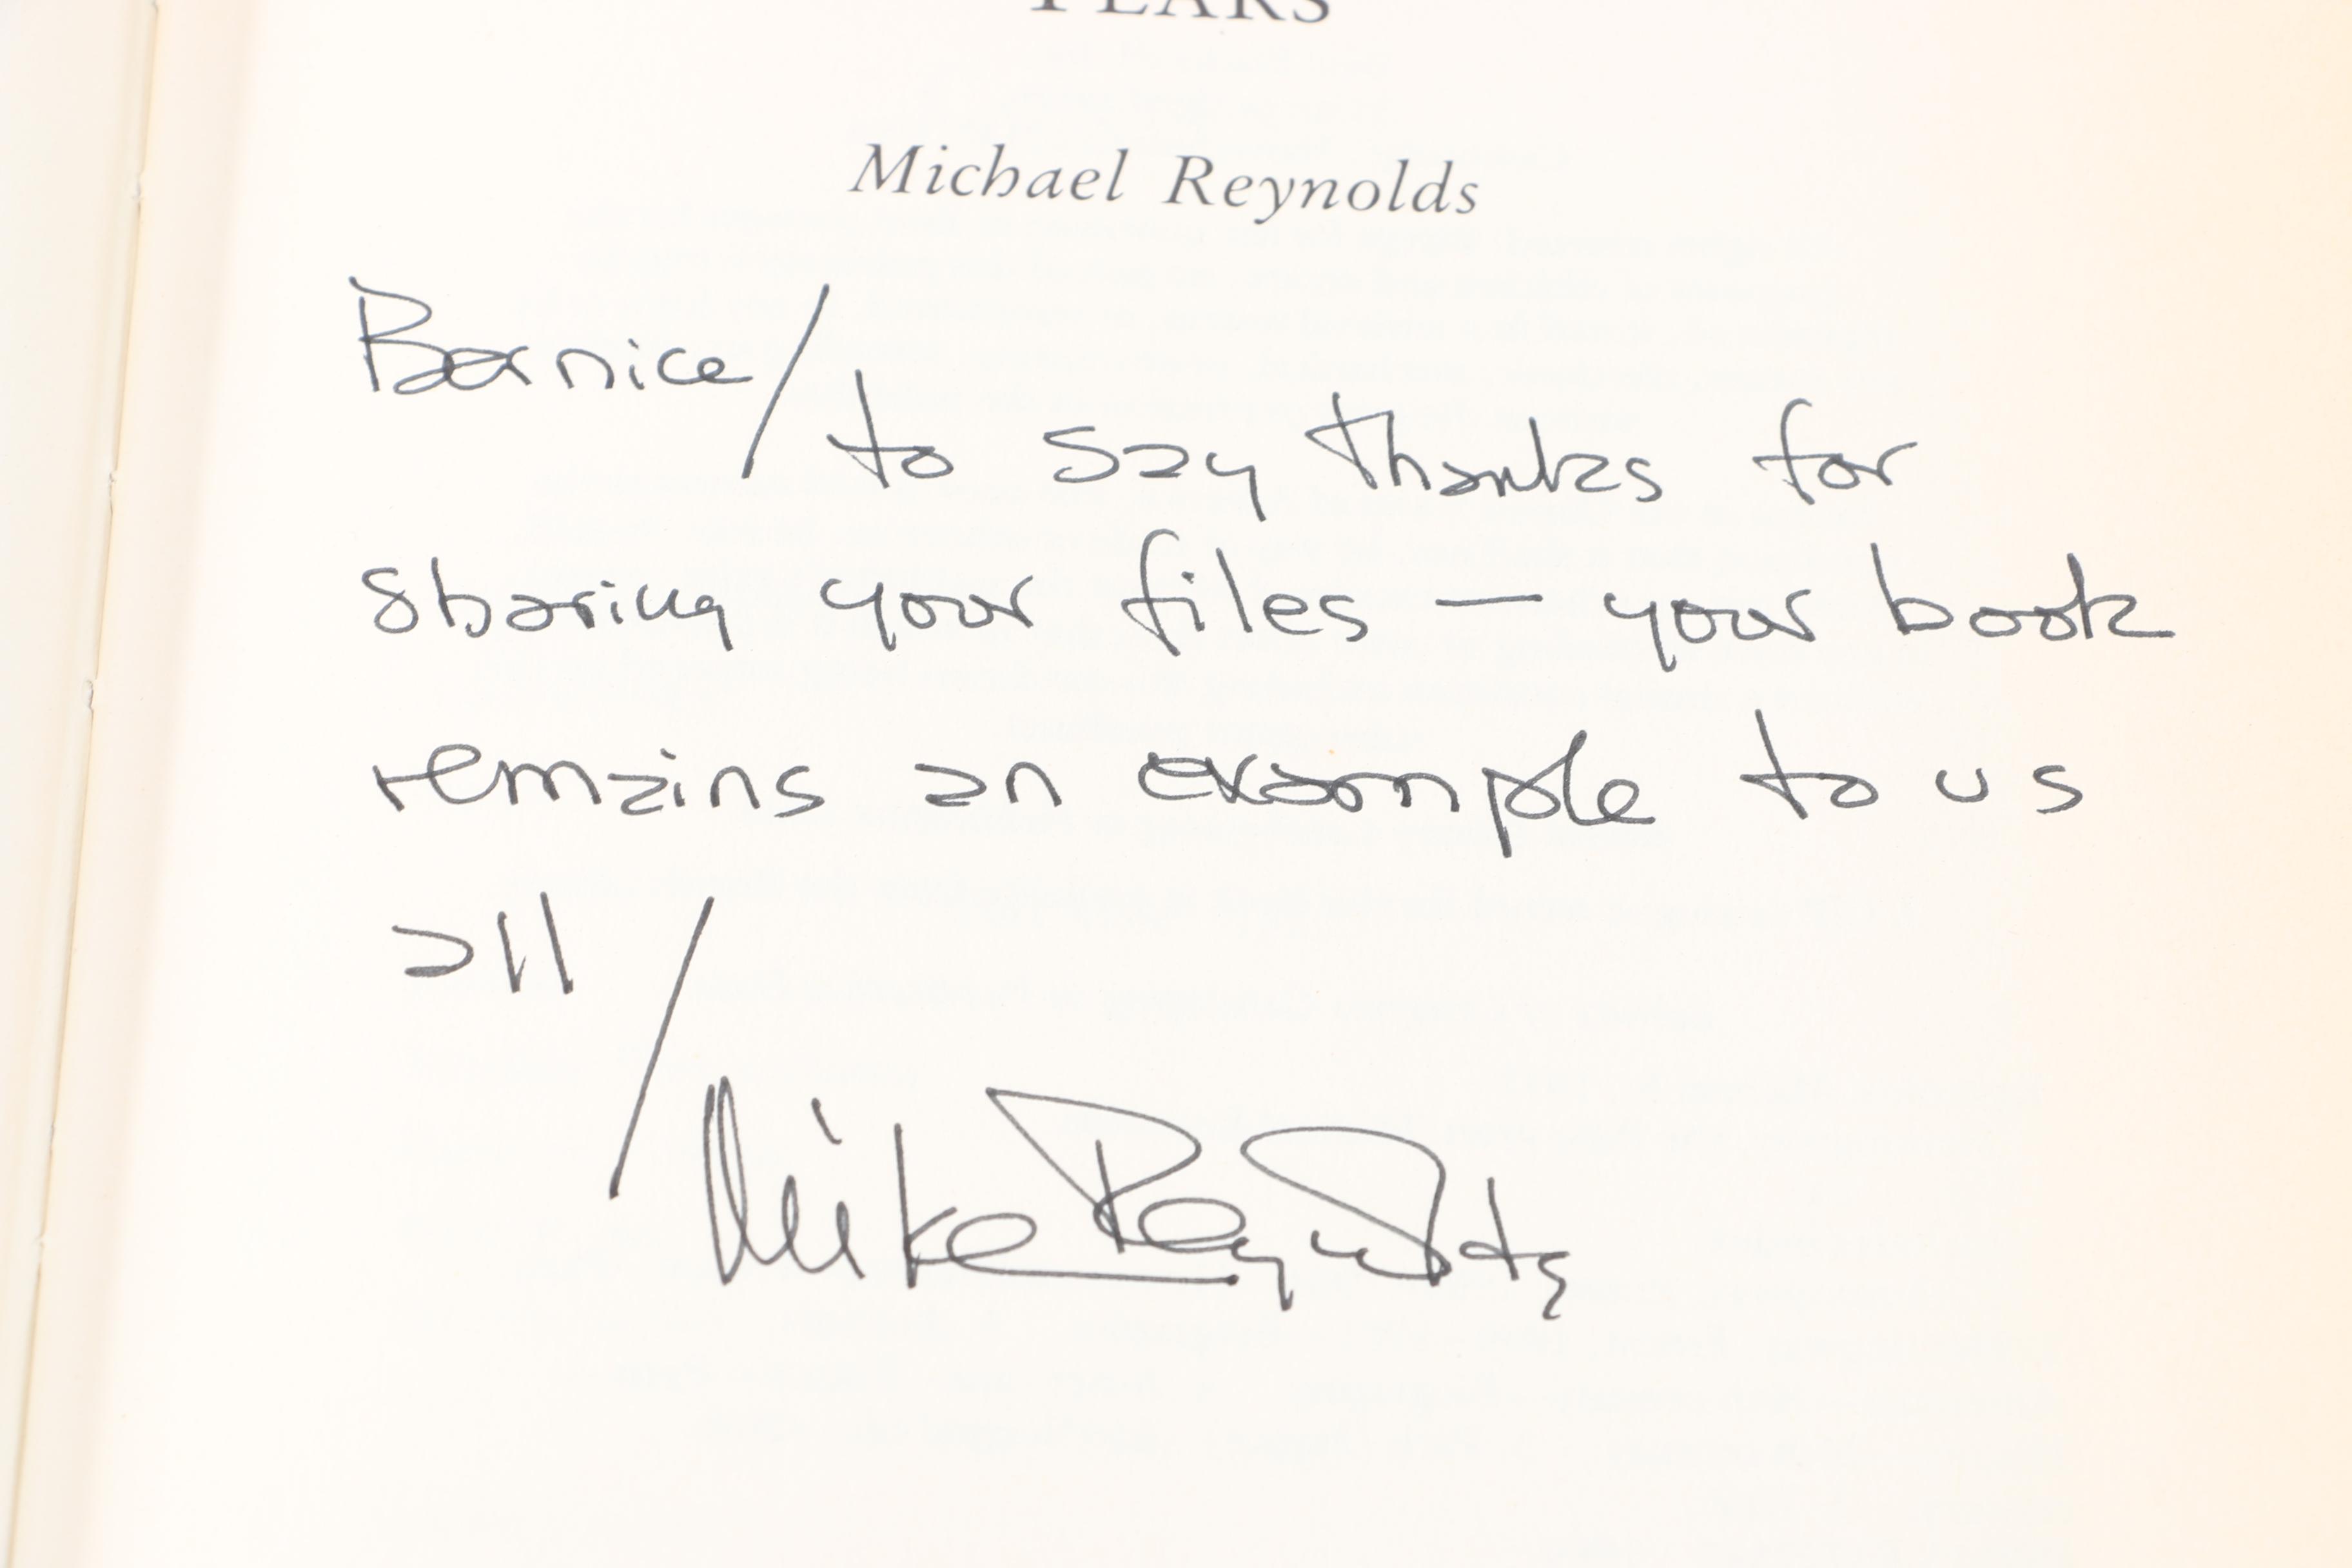 YEARS
Michael Reynolds
Bernice/
to say thanks for
sharing your files — your book
remains an example to us
all/
Mike Reynolds